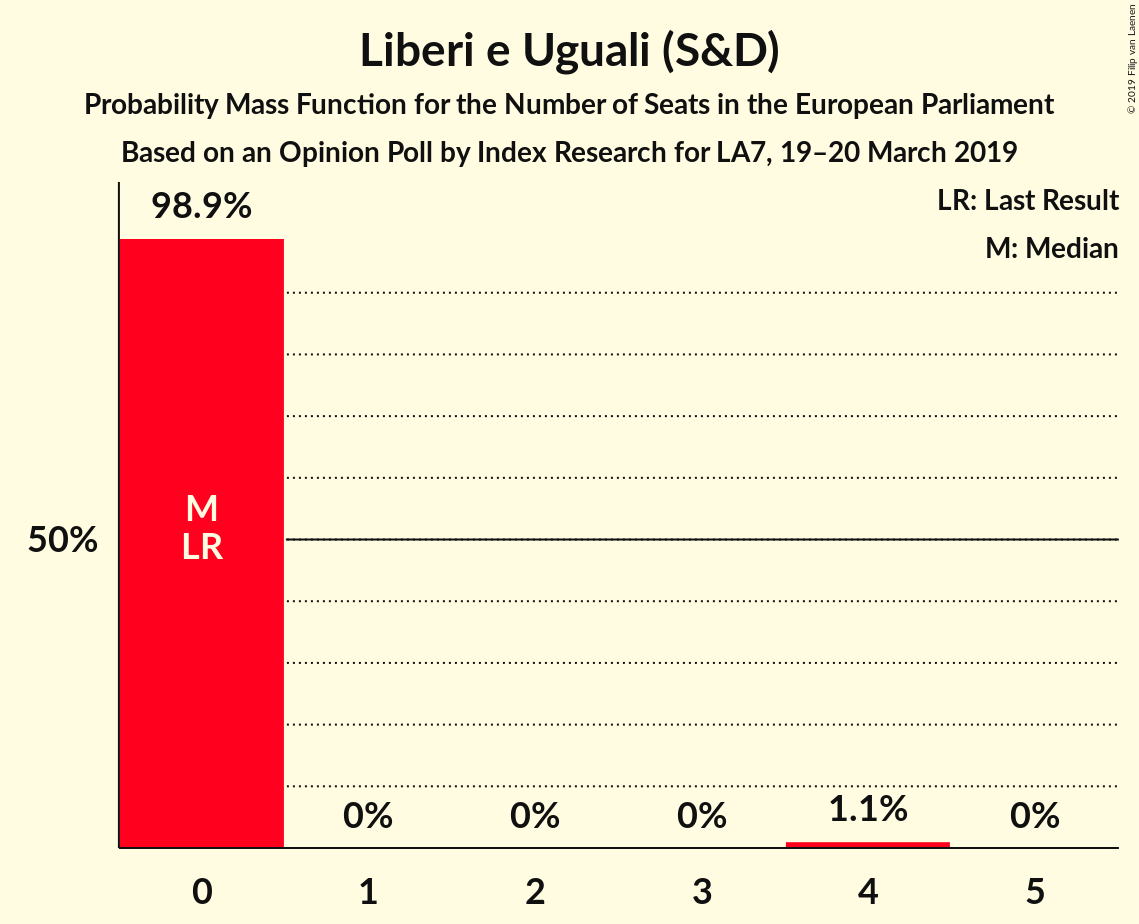 Liberi e Uguali (S&D)
Probability Mass Function for the Number of Seats in the European Parliament
Based on an Opinion Poll by Index Research for LA7, 19–20 March 2019
© 2019 Filip van Laenen
LR: Last Result
M: Median
98.9%
M
LR
50%
0%
0%
0%
1.1%
0%
0
1
2
3
4
5